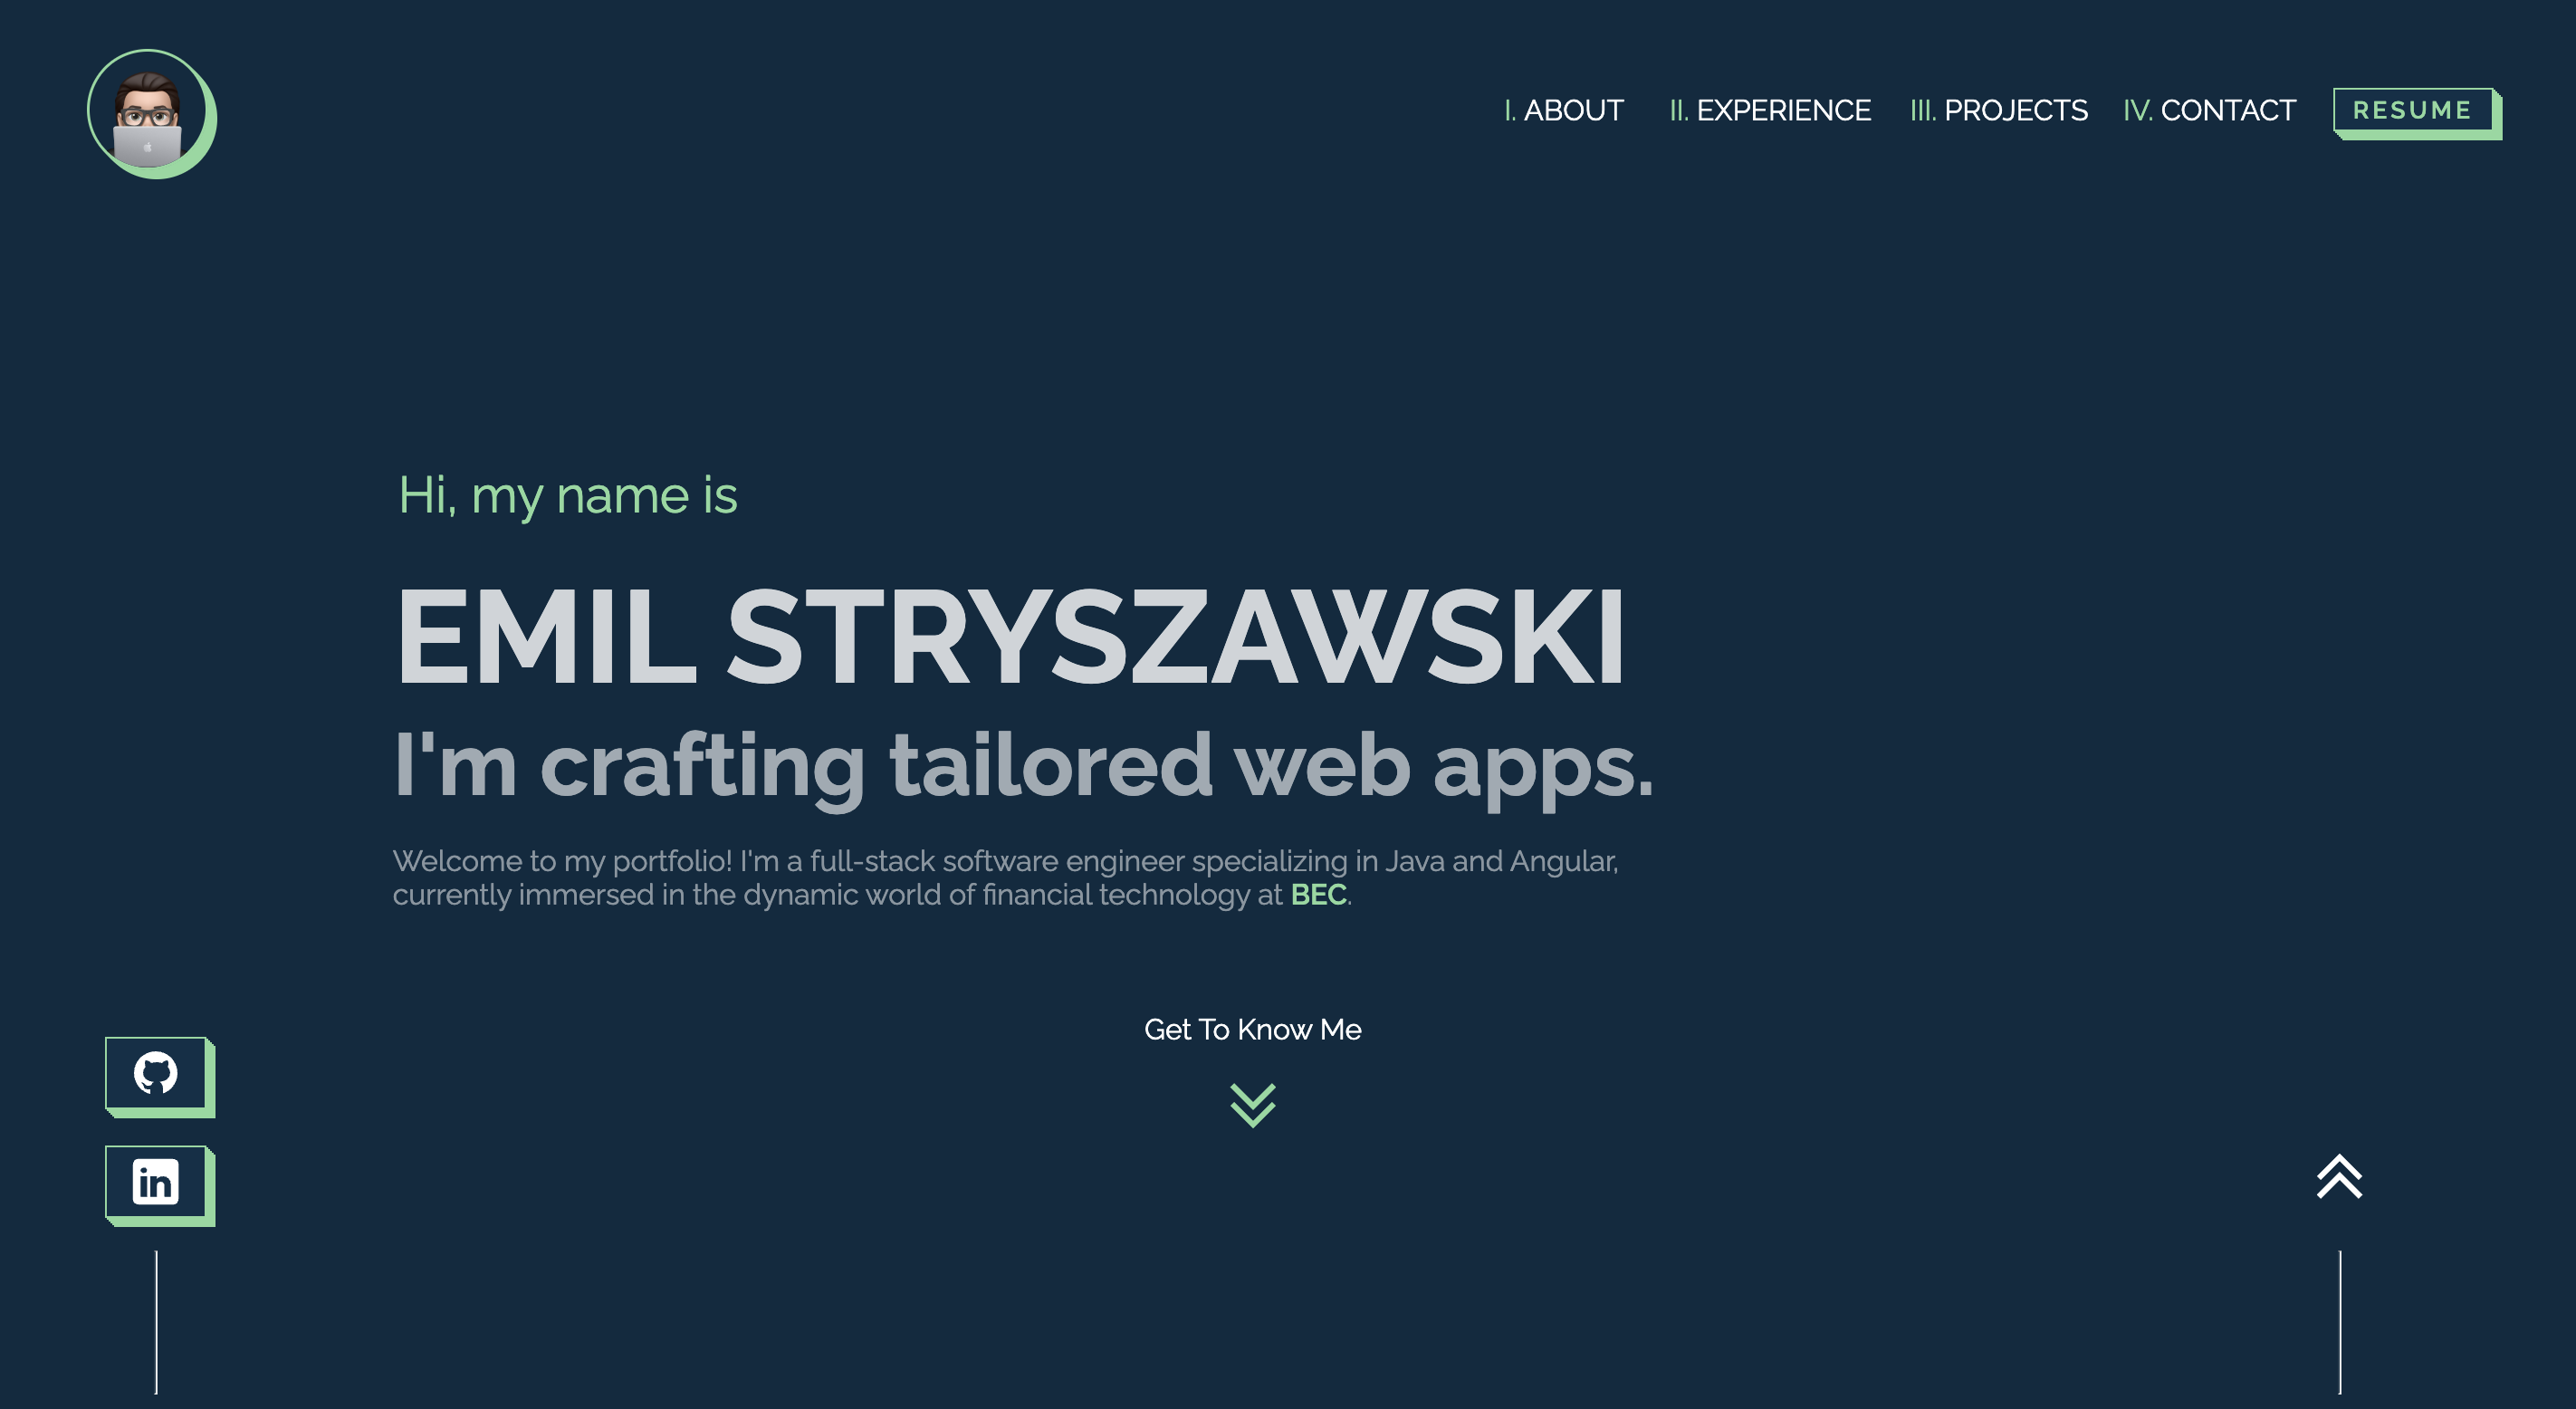 I. ABOUT II. EXPERIENCE III. PROJECTS IV. CONTACT RESUME
Hi, my name is
EMIL STRYSZAWSKI
I'm crafting tailored web apps.
Welcome to my portfolio! I'm a full-stack software engineer specializing in Java and Angular,
currently immersed in the dynamic world of financial technology at BEC.
Get To Know Me
in